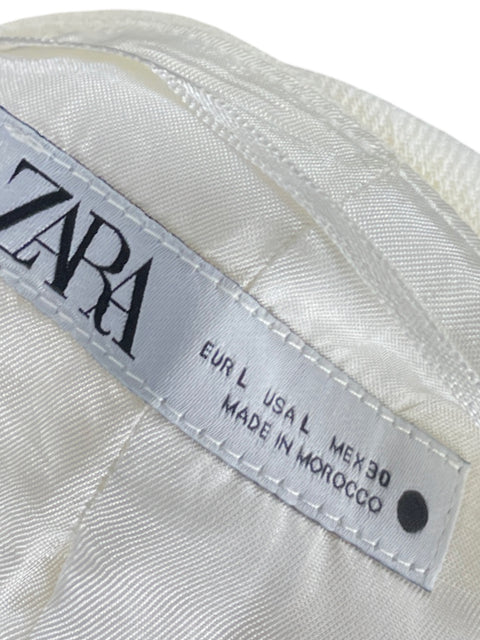 ZARA
EUR L USA L MEX 30
MADE IN MOROCCO